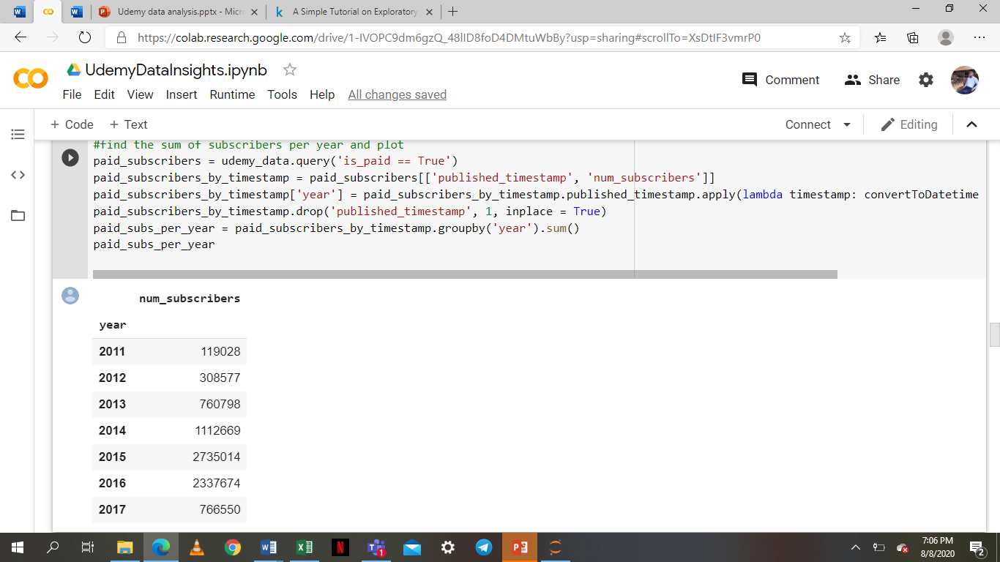 Udemy data analysis.pptx - Micro
A Simple Tutorial on Exploratory
https://colab.research.google.com/drive/1-IVOPC9dm6gzQ_48lID8foD4DMtuWbBy?usp=sharing#scrollTo=XsDtIF3vmrP0
UdemyDataInsights.ipynb
Comment Share
File Edit View Insert Runtime Tools Help All changes saved
+ Code + Text Connect Editing
#find the sum of subscribers per year and plot
paid_subscribers = udemy_data.query('is_paid == True')
paid_subscribers_by_timestamp = paid_subscribers[['published_timestamp', 'num_subscribers']]
paid_subscribers_by_timestamp['year'] = paid_subscribers_by_timestamp.published_timestamp.apply(lambda timestamp: convertToDatetime
paid_subscribers_by_timestamp.drop('published_timestamp', 1, inplace = True)
paid_subs_per_year = paid_subscribers_by_timestamp.groupby('year').sum()
paid_subs_per_year
num_subscribers
year
2011 119028
2012 308577
2013 760798
2014 1112669
2015 2735014
2016 2337674
2017 766550
7:06 PM
8/8/2020
2